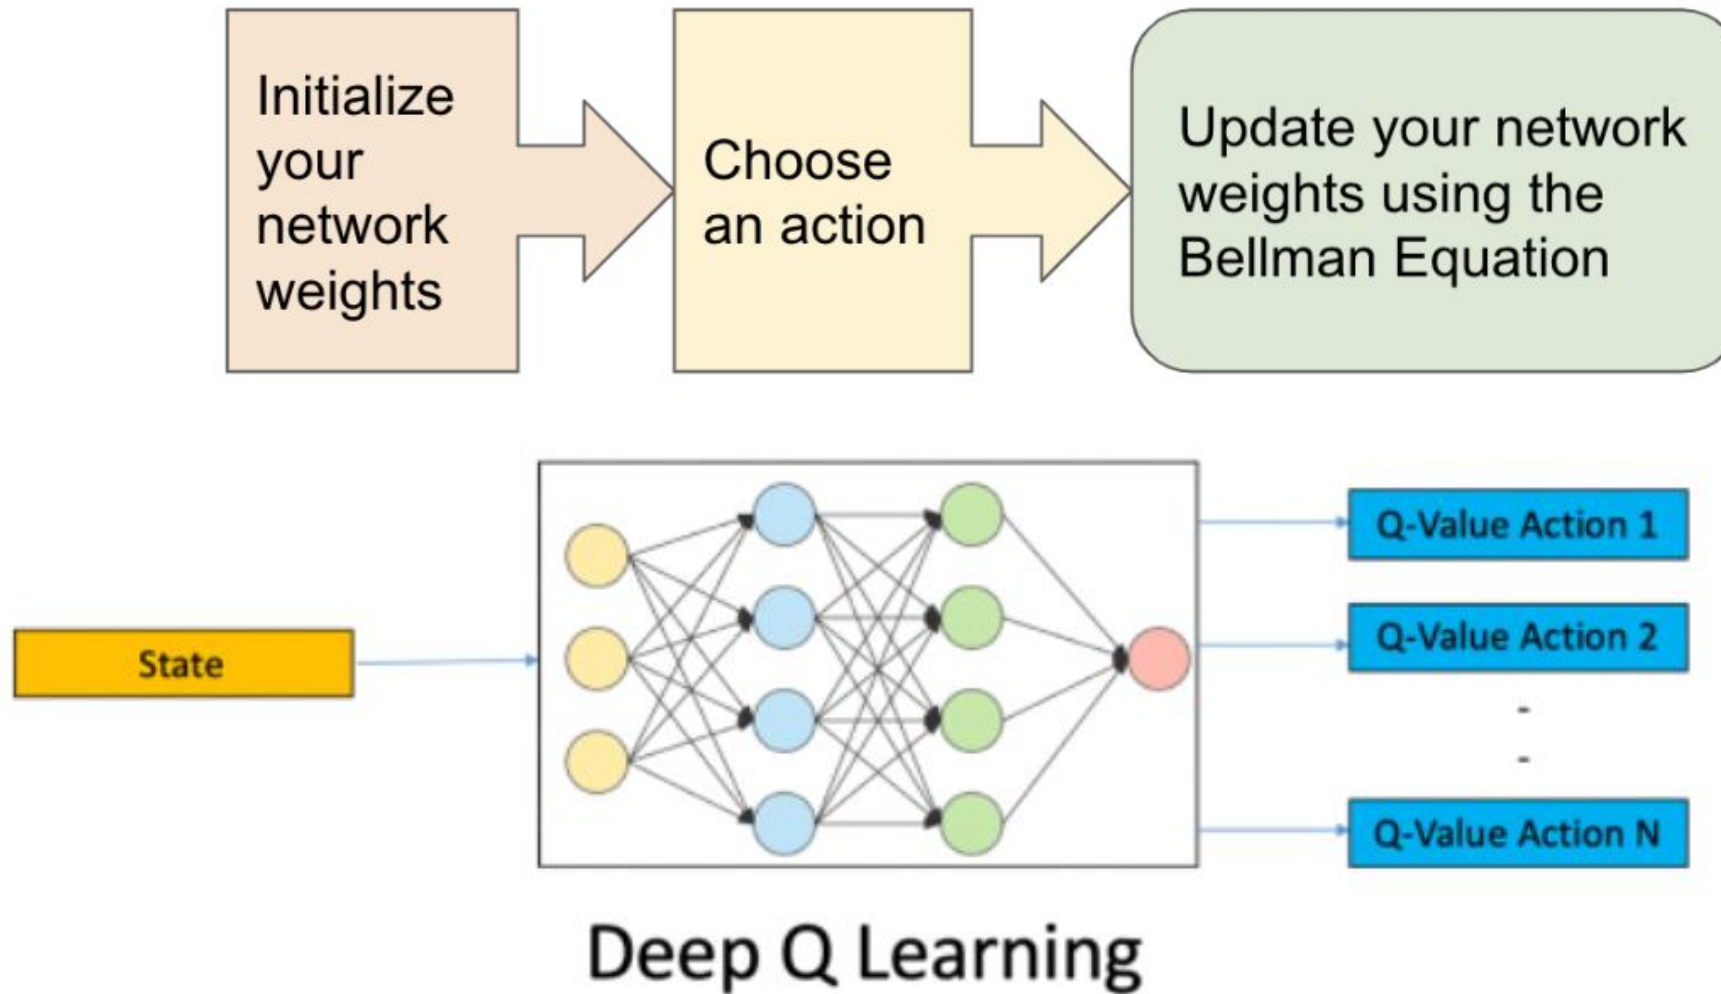 Initialize
your
network
weights
Choose
an action
Update your network
weights using the
Bellman Equation
State
Q-Value Action 1
Q-Value Action 2
-
-
Q-Value Action N
Deep Q Learning